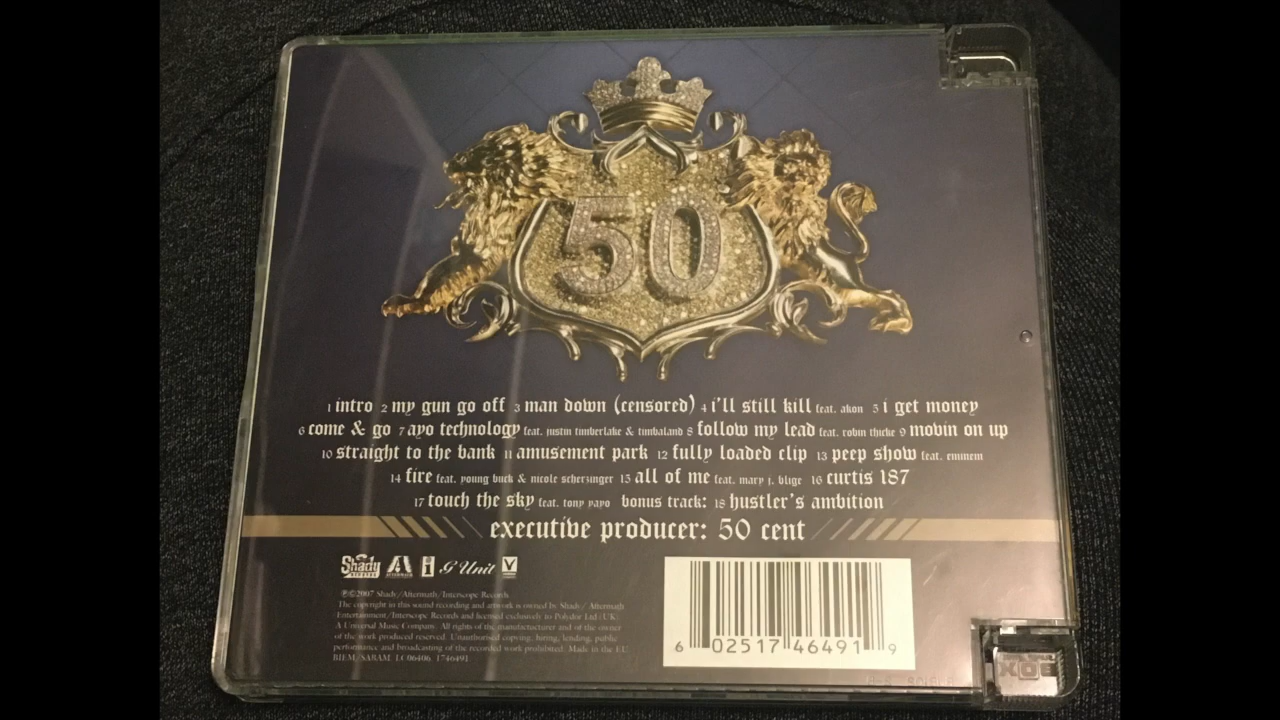 50
1 intro 2 my gun go off 3 man down (censored) 4 i'll still kill feat. akon 5 i get money
6 come & go 7 ayo technology feat. justin timberlake & timbaland 8 follow my lead feat. robin thicke 9 movin on up
10 straight to the bank 11 amusement park 12 fully loaded clip 13 peep show feat. eminem
14 fire feat. young buck & nicole scherzinger 15 all of me feat. mary j. blige 16 curtis 187
17 touch the sky feat. tony yayo bonus track: 18 hustler's ambition
executive producer: 50 cent
Shady AFTERMATH G Unit
℗©2007 Shady/Aftermath/Interscope Records
The copyright in this sound recording and artwork is owned by Shady/ Aftermath
Entertainment/Interscope Records and licensed exclusively to Polydor Ltd (UK
A Universal Music Company. All rights of the manufacturer and of the owner
of the work produced reserved. Unauthorised copying, hiring, lending, public
performance and broadcasting of the recorded work prohibited. Made in the EU
BIEM/SABAM. LC06406 1746491
6 02517 46491 9